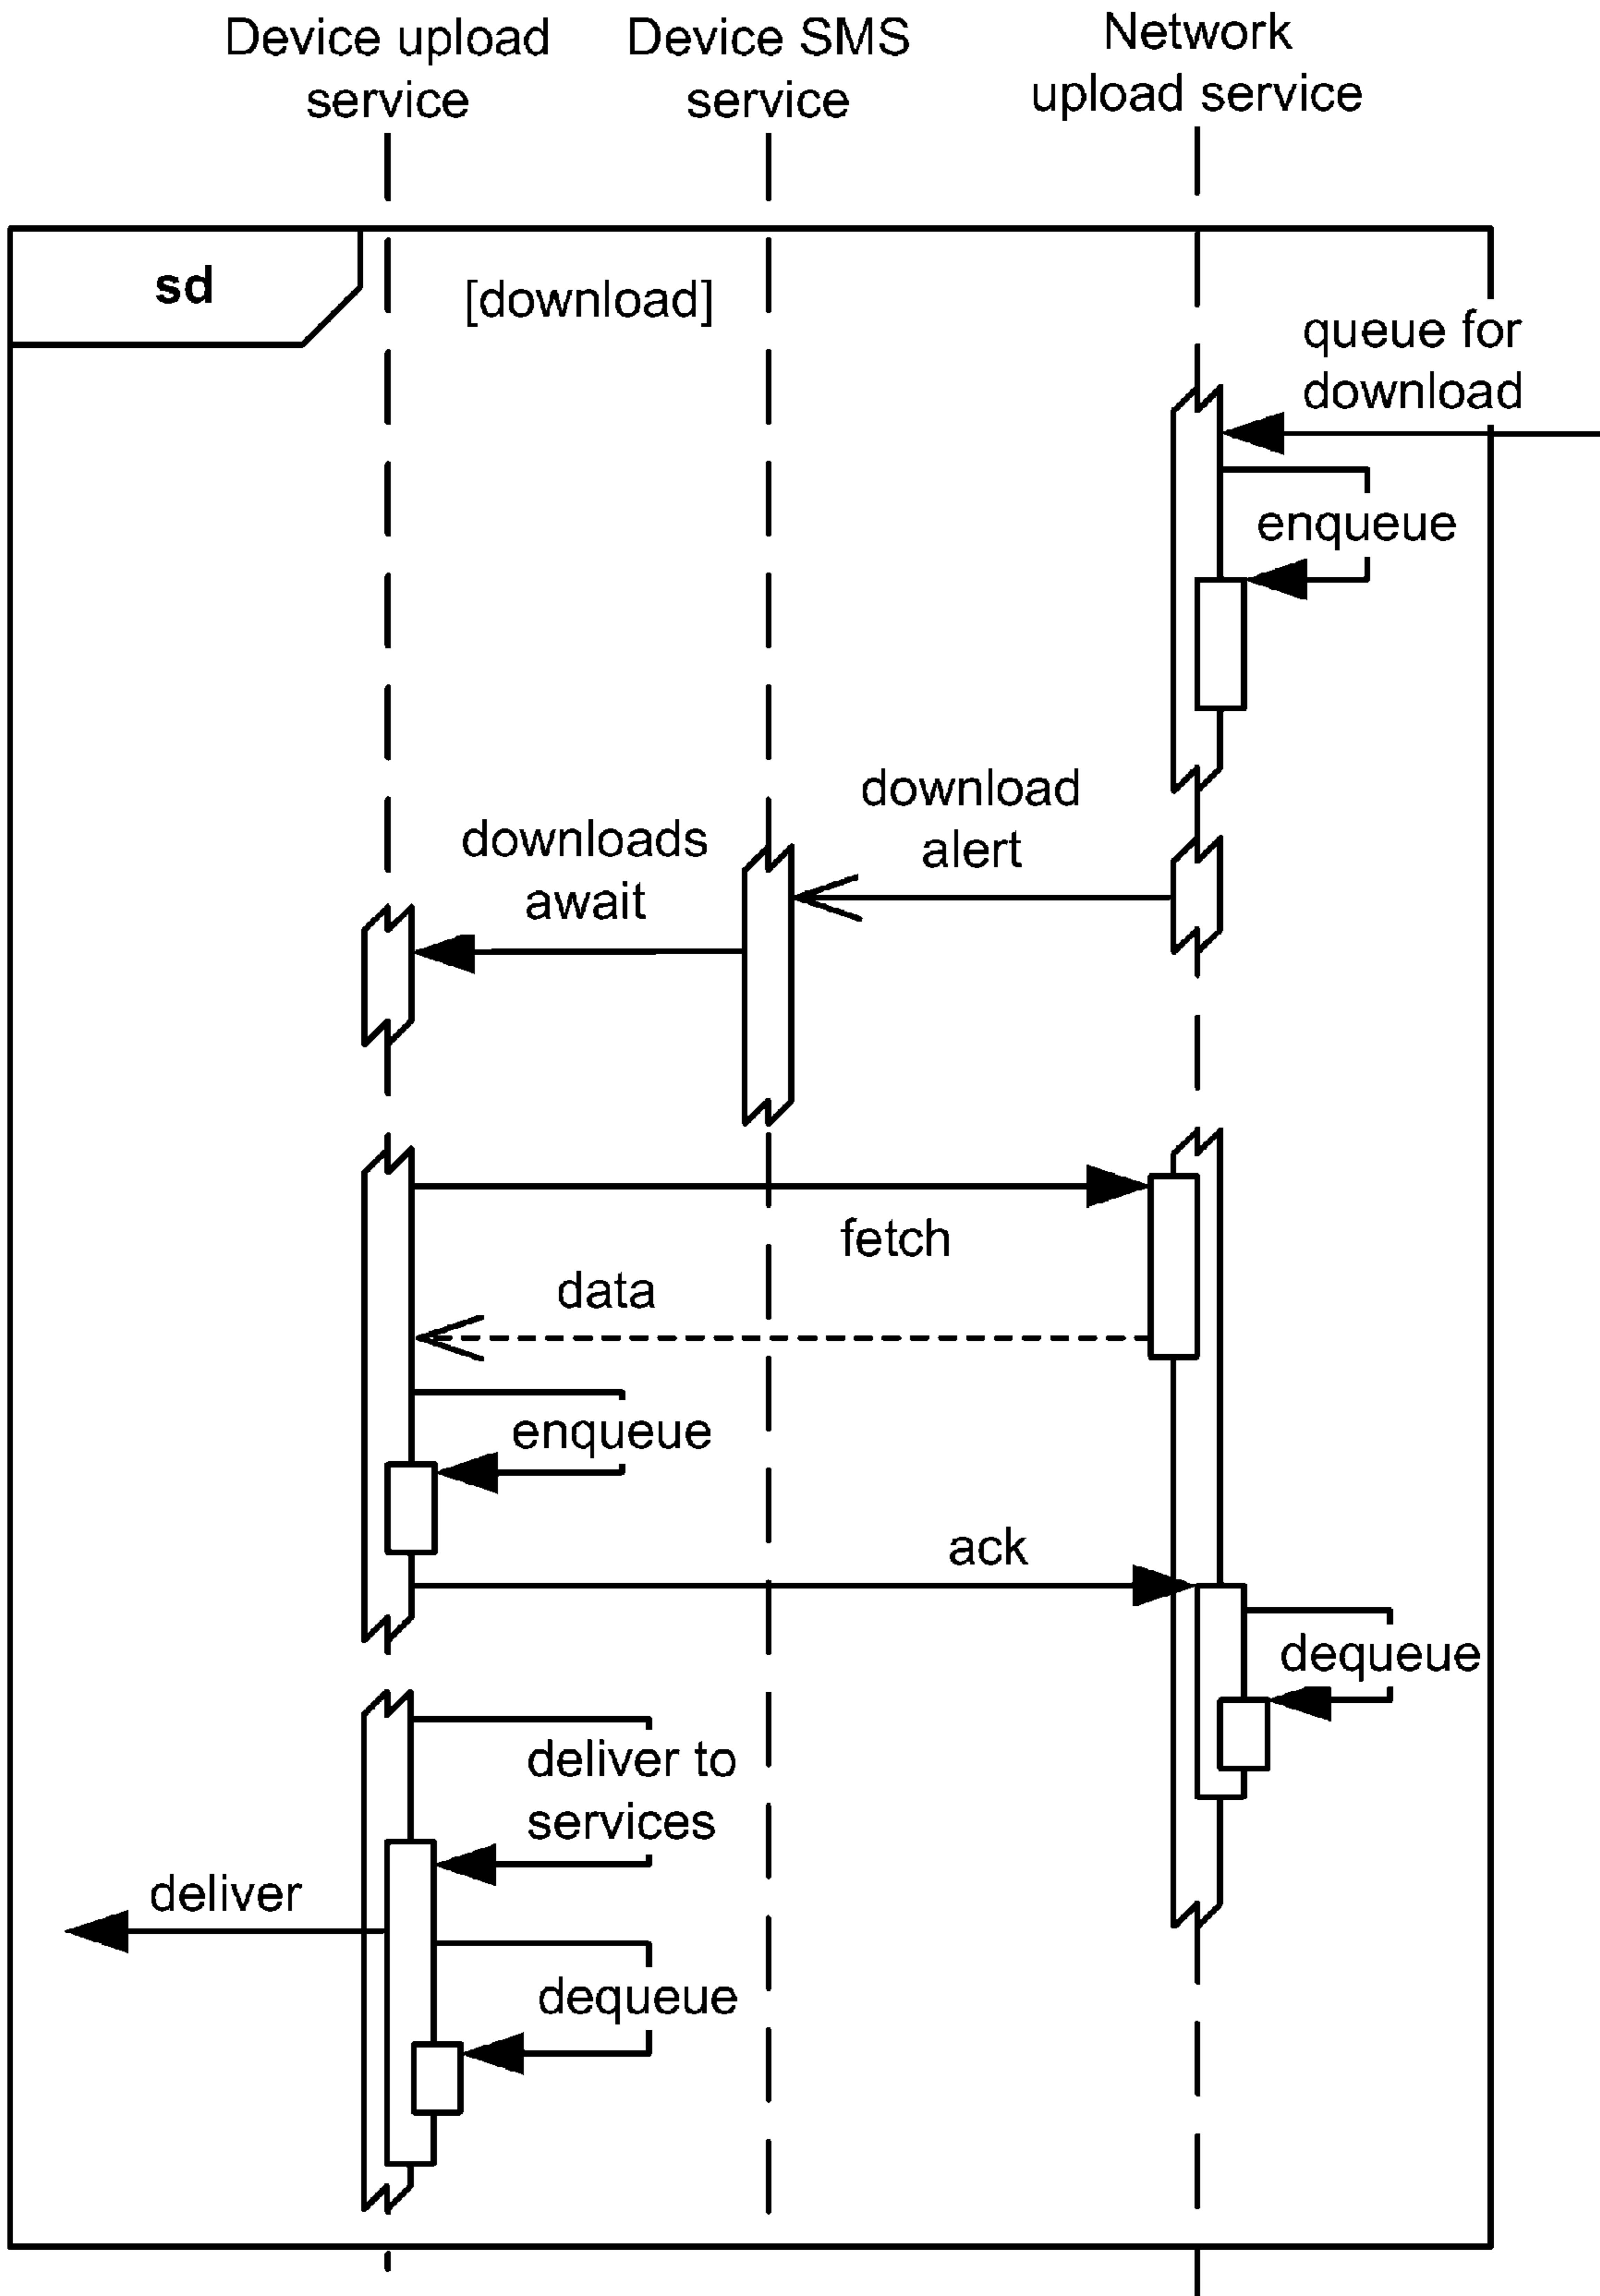 Device upload
service
Device SMS
service
Network
upload service
sd
[download]
queue for
download
enqueue
download
alert
downloads
await
fetch
data
enqueue
ack
dequeue
deliver to
services
deliver
dequeue